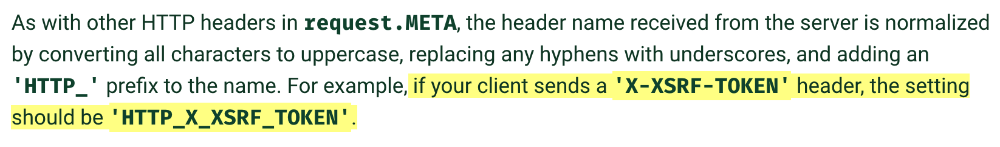 As with other HTTP headers in request.META, the header name received from the server is normalized
by converting all characters to uppercase, replacing any hyphens with underscores, and adding an
'HTTP_' prefix to the name. For example, if your client sends a 'X-XSRF-TOKEN' header, the setting
should be 'HTTP_X_XSRF_TOKEN'.